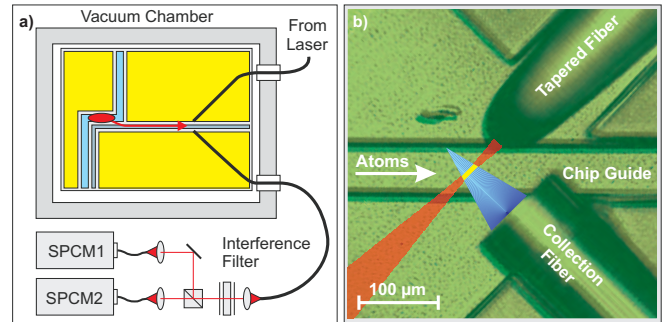 a)
Vacuum Chamber
From
Laser
SPCM1
SPCM2
Interference
Filter
b)
Tapered Fiber
Atoms
Chip Guide
Collection
Fiber
100 µm